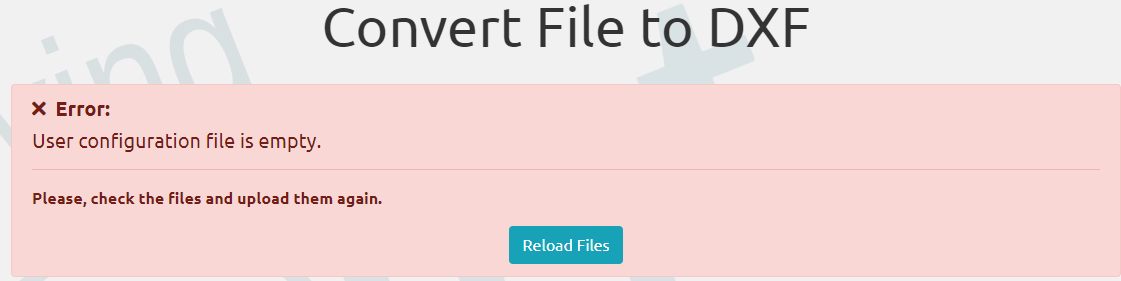 Convert File to DXF
Error:
User configuration file is empty.
Please, check the files and upload them again.
Reload Files